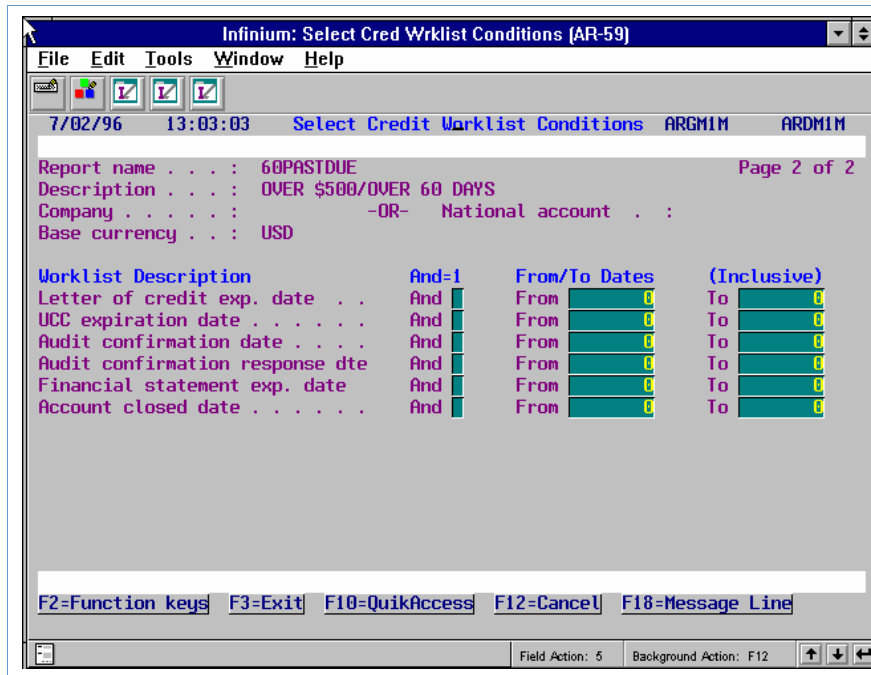 Infinium: Select Cred Wrklist Conditions (AR-59)
File Edit Tools Window Help
7/02/96 13:03:03 Select Credit Worklist Conditions ARGM1M ARDM1M
Report name . . . : 60PASTDUE Page 2 of 2
Description . . . : OVER $500/OVER 60 DAYS
Company . . . . . : -OR- National account . :
Base currency . . : USD
Worklist Description And=1 From/To Dates (Inclusive)
Letter of credit exp. date . . And From 0 To 0
UCC expiration date . . . . . . And From 0 To 0
Audit confirmation date . . . . And From 0 To 0
Audit confirmation response dte And From 0 To 0
Financial statement exp. date And From 0 To 0
Account closed date . . . . . . And From 0 To 0
F2=Function keys F3=Exit F10=QuikAccess F12=Cancel F18=Message Line
Field Action: 5 Background Action: F12